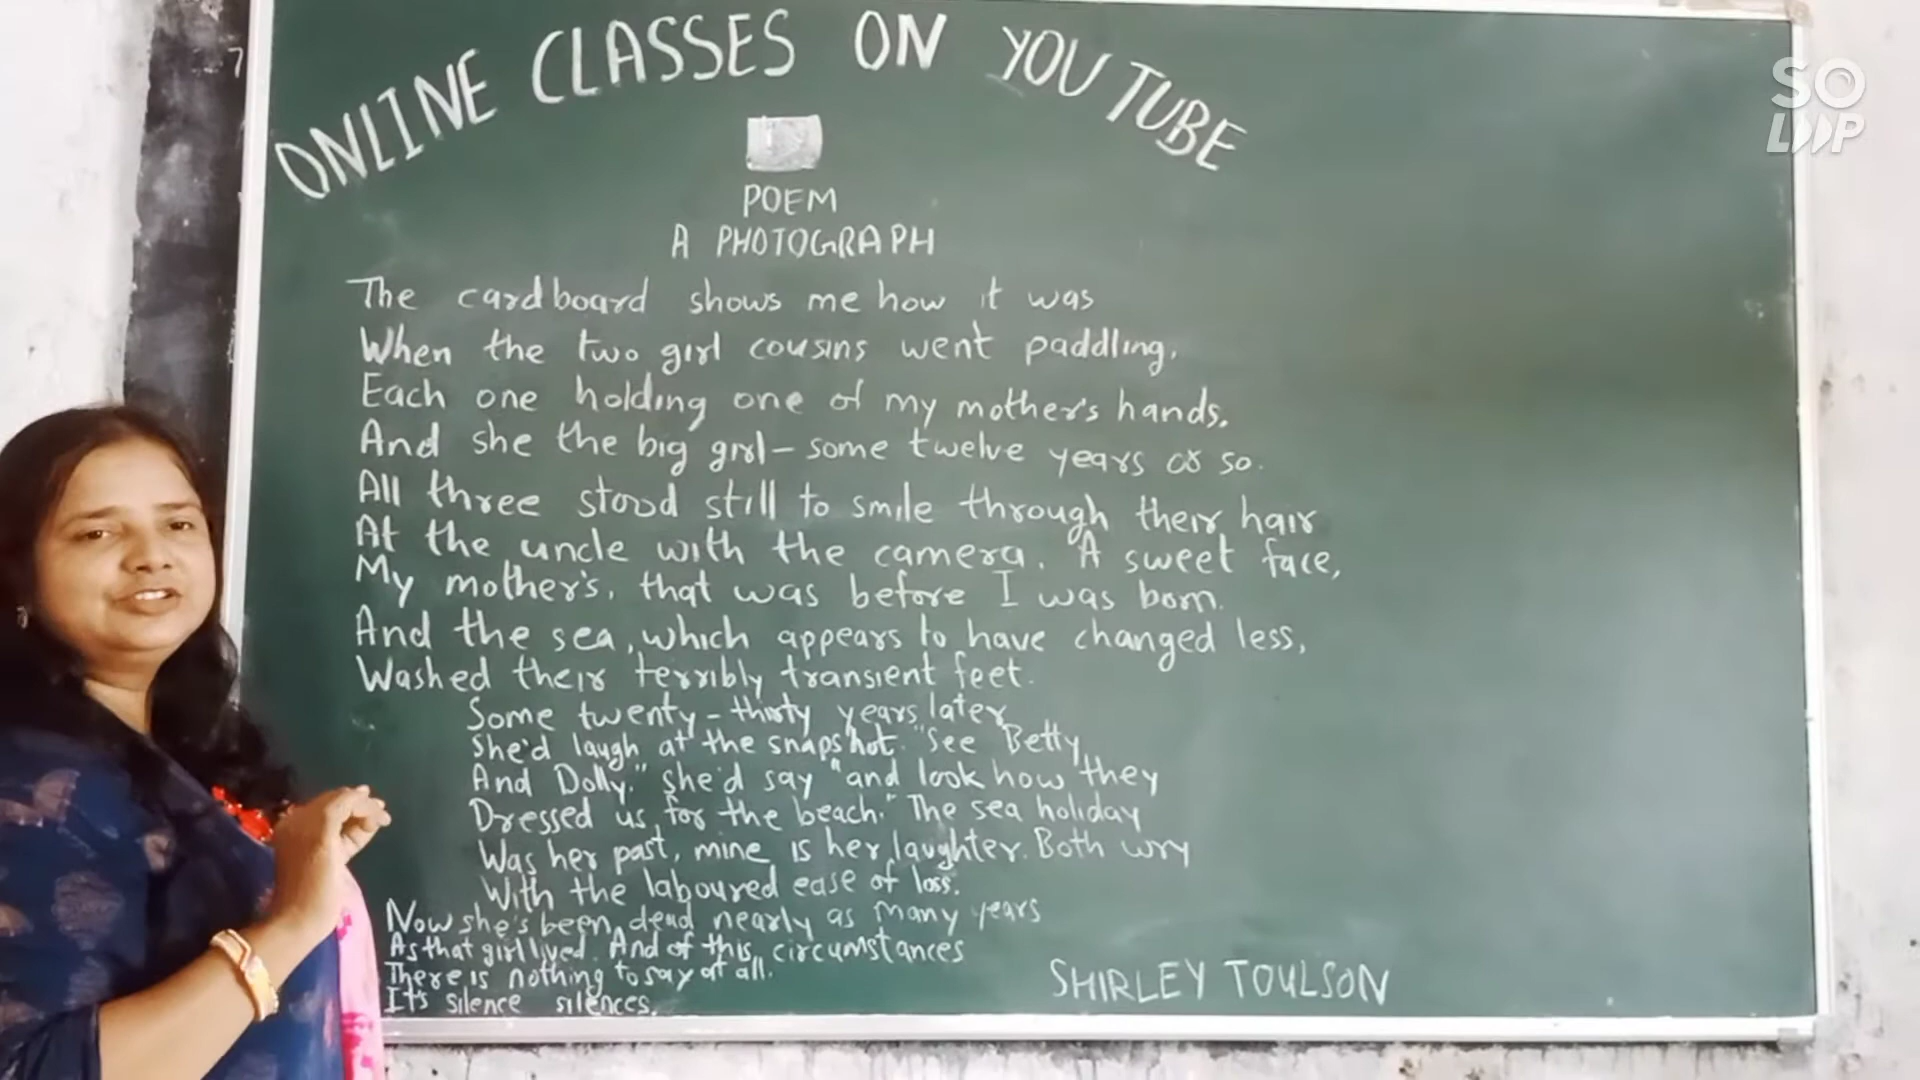 ONLINE CLASSES ON YOU TUBE
SO
LOOP
POEM
A PHOTOGRAPH
The cardboard shows me how it was
When the two girl cousins went paddling,
Each one holding one of my mother's hands,
And she the big girl - some twelve years or so.
All three stood still to smile through their hair
At the uncle with the camera. A sweet face,
My mother's, that was before I was born.
And the sea, which appears to have changed less,
Washed their terribly transient feet.
Some twenty-thirty years later
She'd laugh at the snapshot. "See Betty
And Dolly," she'd say "and look how they
Dressed us for the beach." The sea holiday
Was her past, mine is her laughter. Both wry
With the laboured ease of loss.
Now she's been dead nearly as many years
As that girl lived. And of this circumstances
There is nothing to say at all.
It's silence silences.
SHIRLEY TOULSON